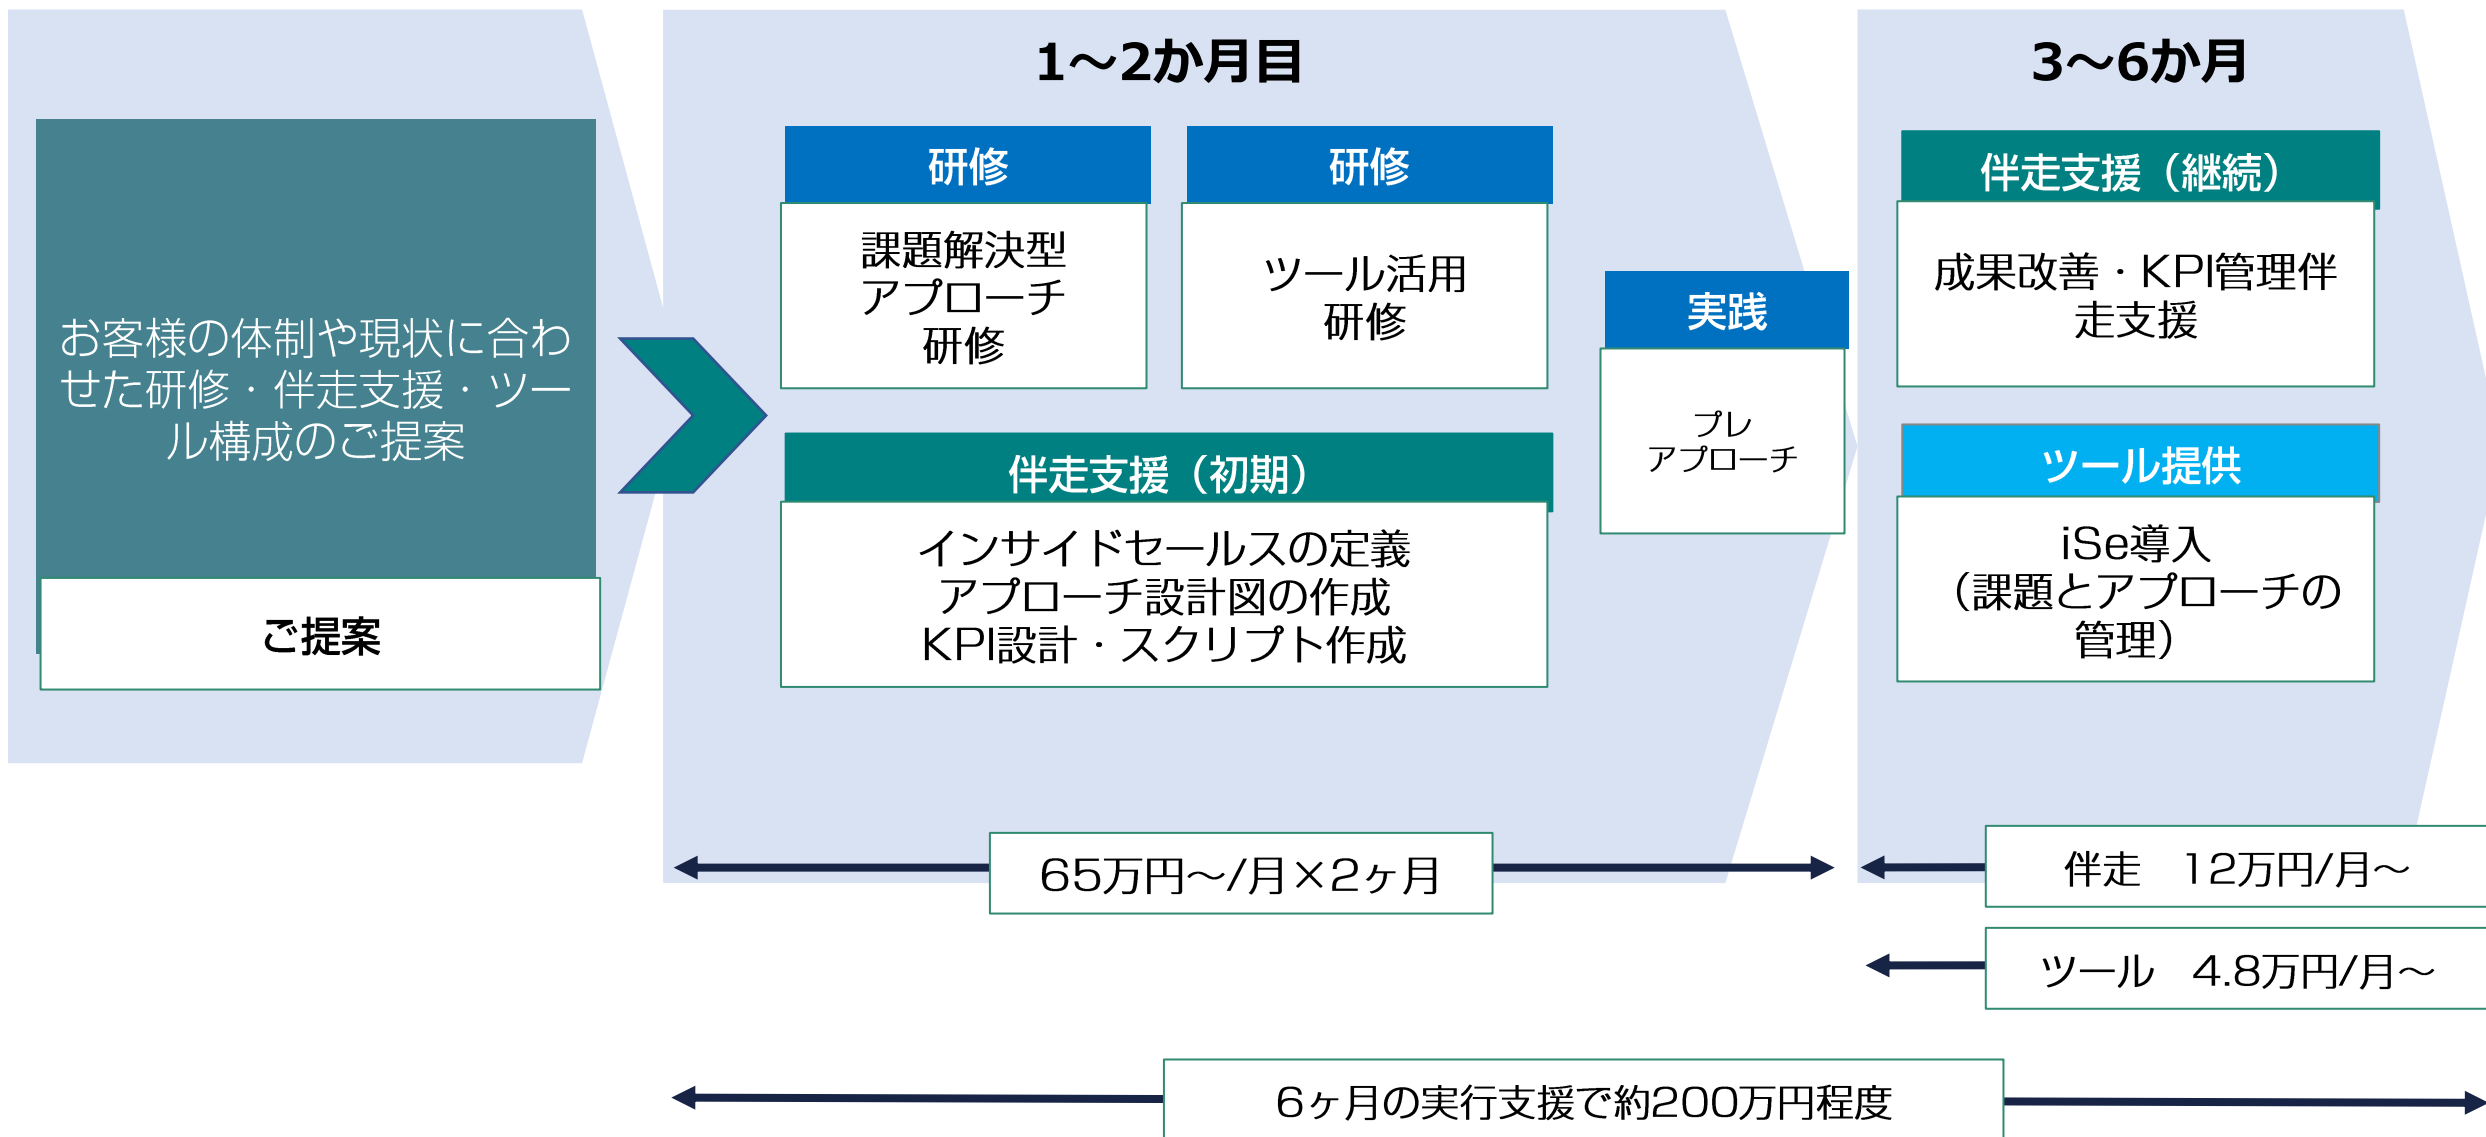 お客様の体制や現状に合わ
せた研修・伴走支援・ツー
ル構成のご提案
ご提案
1～2か月目
研修
課題解決型
アプローチ
研修
研修
ツール活用
研修
伴走支援（初期）
インサイドセールスの定義
アプローチ設計図の作成
KPI設計・スクリプト作成
実践
プレ
アプローチ
3～6か月
伴走支援（継続）
成果改善・KPI管理伴
走支援
ツール提供
iSe導入
（課題とアプローチの
管理）
65万円～/月×2ヶ月
伴走　12万円/月～
ツール　4.8万円/月～
6ヶ月の実行支援で約200万円程度